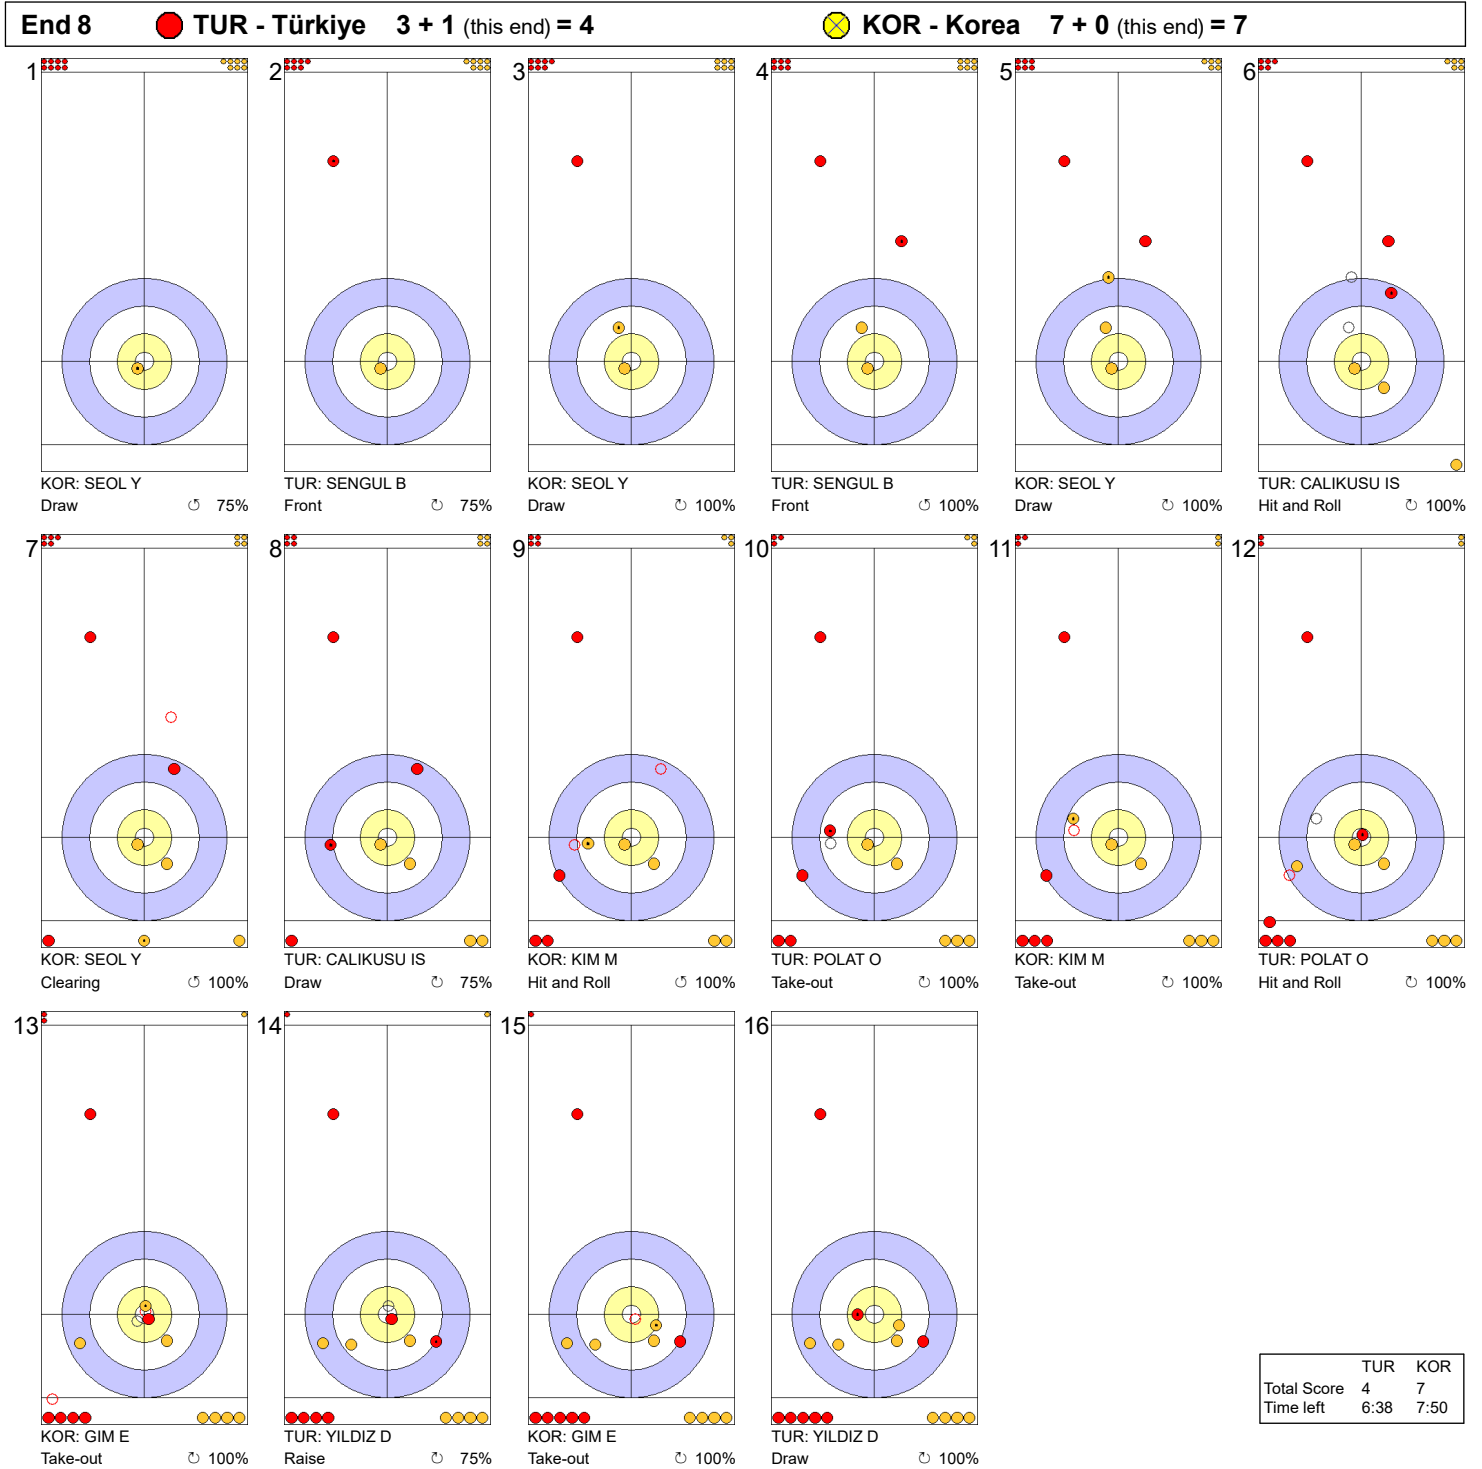 End 8 TUR - Türkiye 3 + 1 (this end) = 4 KOR - Korea 7 + 0 (this end) = 7
1 2 3 4 5 6
KOR: SEOL Y TUR: SENGUL B KOR: SEOL Y TUR: SENGUL B KOR: SEOL Y TUR: CALIKUSU IS
Draw ↺ 75% Front ↻ 75% Draw ↻ 100% Front ↻ 100% Draw ↻ 100% Hit and Roll ↻ 100%
7 8 9 10 11 12
KOR: SEOL Y TUR: CALIKUSU IS KOR: KIM M TUR: POLAT O KOR: KIM M TUR: POLAT O
Clearing ↺ 100% Draw ↻ 75% Hit and Roll ↺ 100% Take-out ↻ 100% Take-out ↺ 100% Hit and Roll ↻ 100%
13 14 15 16
KOR: GIM E TUR: YILDIZ D KOR: GIM E TUR: YILDIZ D
Take-out ↻ 100% Raise ↻ 75% Take-out ↻ 100% Draw ↻ 100%
TUR KOR
Total Score 4 7
Time left 6:38 7:50